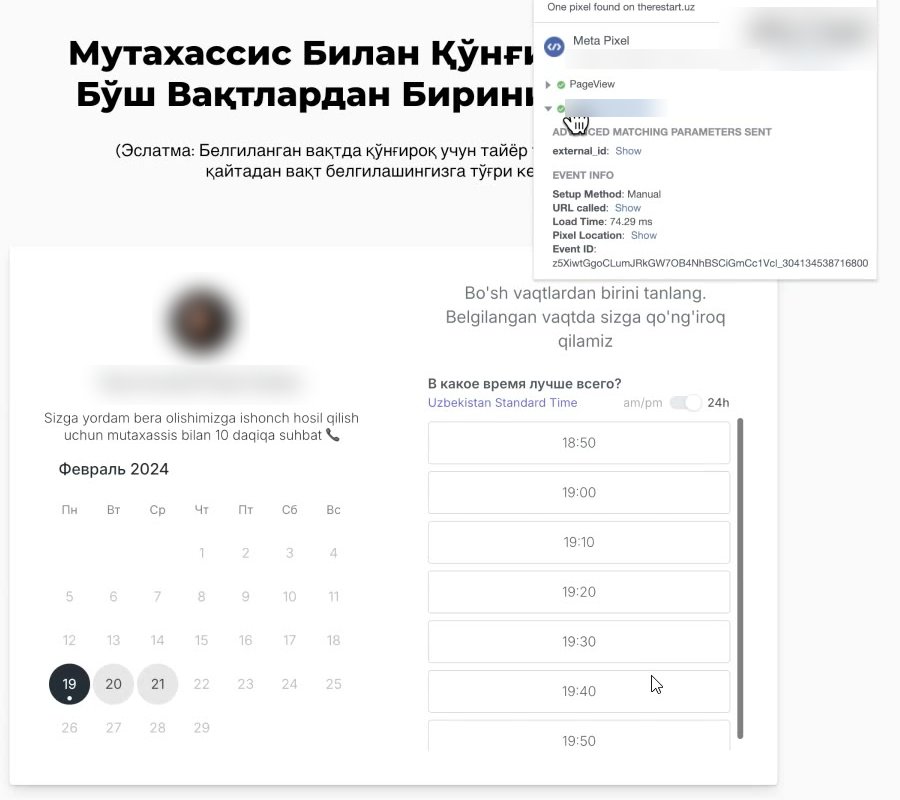 One pixel found on therestart.uz
Meta Pixel
PageView
ADVANCED MATCHING PARAMETERS SENT
external_id: Show
EVENT INFO
Setup Method: Manual
URL called: Show
Load Time: 74.29 ms
Pixel Location: Show
Event ID:
z5XiwtGgoCLumJRkGW7OB4NhBSCiGmCc1Vcl_304134538716800
Мутахассис Билан
Бўш Вақтлардан
(Эслатма: Белгиланган вақтда қўнғироқ учун тайёр
қайтадан вақт белгилашингизга тўғри
Sizga yordam bera olishimizga ishonch hosil qilish
uchun mutaxassis bilan 10 daqiqa suhbat 📞
Февраль 2024
Пн Вт Ср Чт Пт Сб Вс
1 2 3 4
5 6 7 8 9 10 11
12 13 14 15 16 17 18
19 20 21 22 23 24 25
26 27 28 29
Bo'sh vaqtlardan birini tanlang.
Belgilangan vaqtda sizga qo'ng'iroq
qilamiz
В какое время лучше всего?
Uzbekistan Standard Time am/pm 24h
18:50
19:00
19:10
19:20
19:30
19:40
19:50